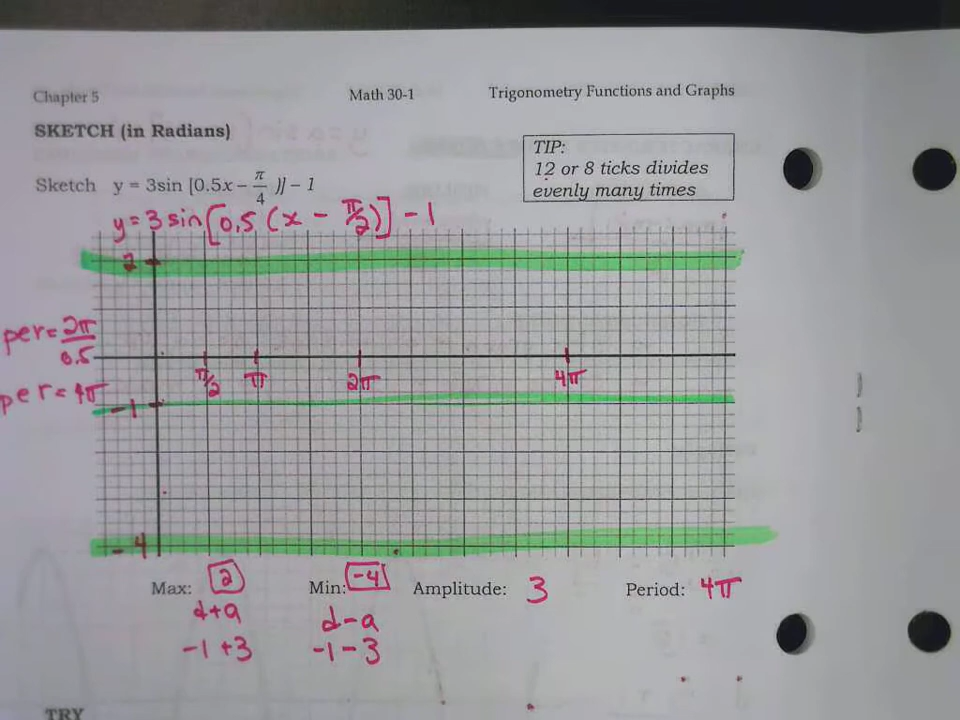 Chapter 5 Math 30-1 Trigonometry Functions and Graphs
SKETCH (in Radians)
TIP:
12 or 8 ticks divides
evenly many times
Sketch y = 3sin [0.5x – π/4 )] – 1
y = 3 sin [0.5 (x - π/2)] - 1
2
per = 2π/0.5
π/2 π 2π 4π
per = 4π
-1
-4
Max: 2 Min: -4 Amplitude: 3 Period: 4π
d+a d-a
-1+3 -1-3
TRY